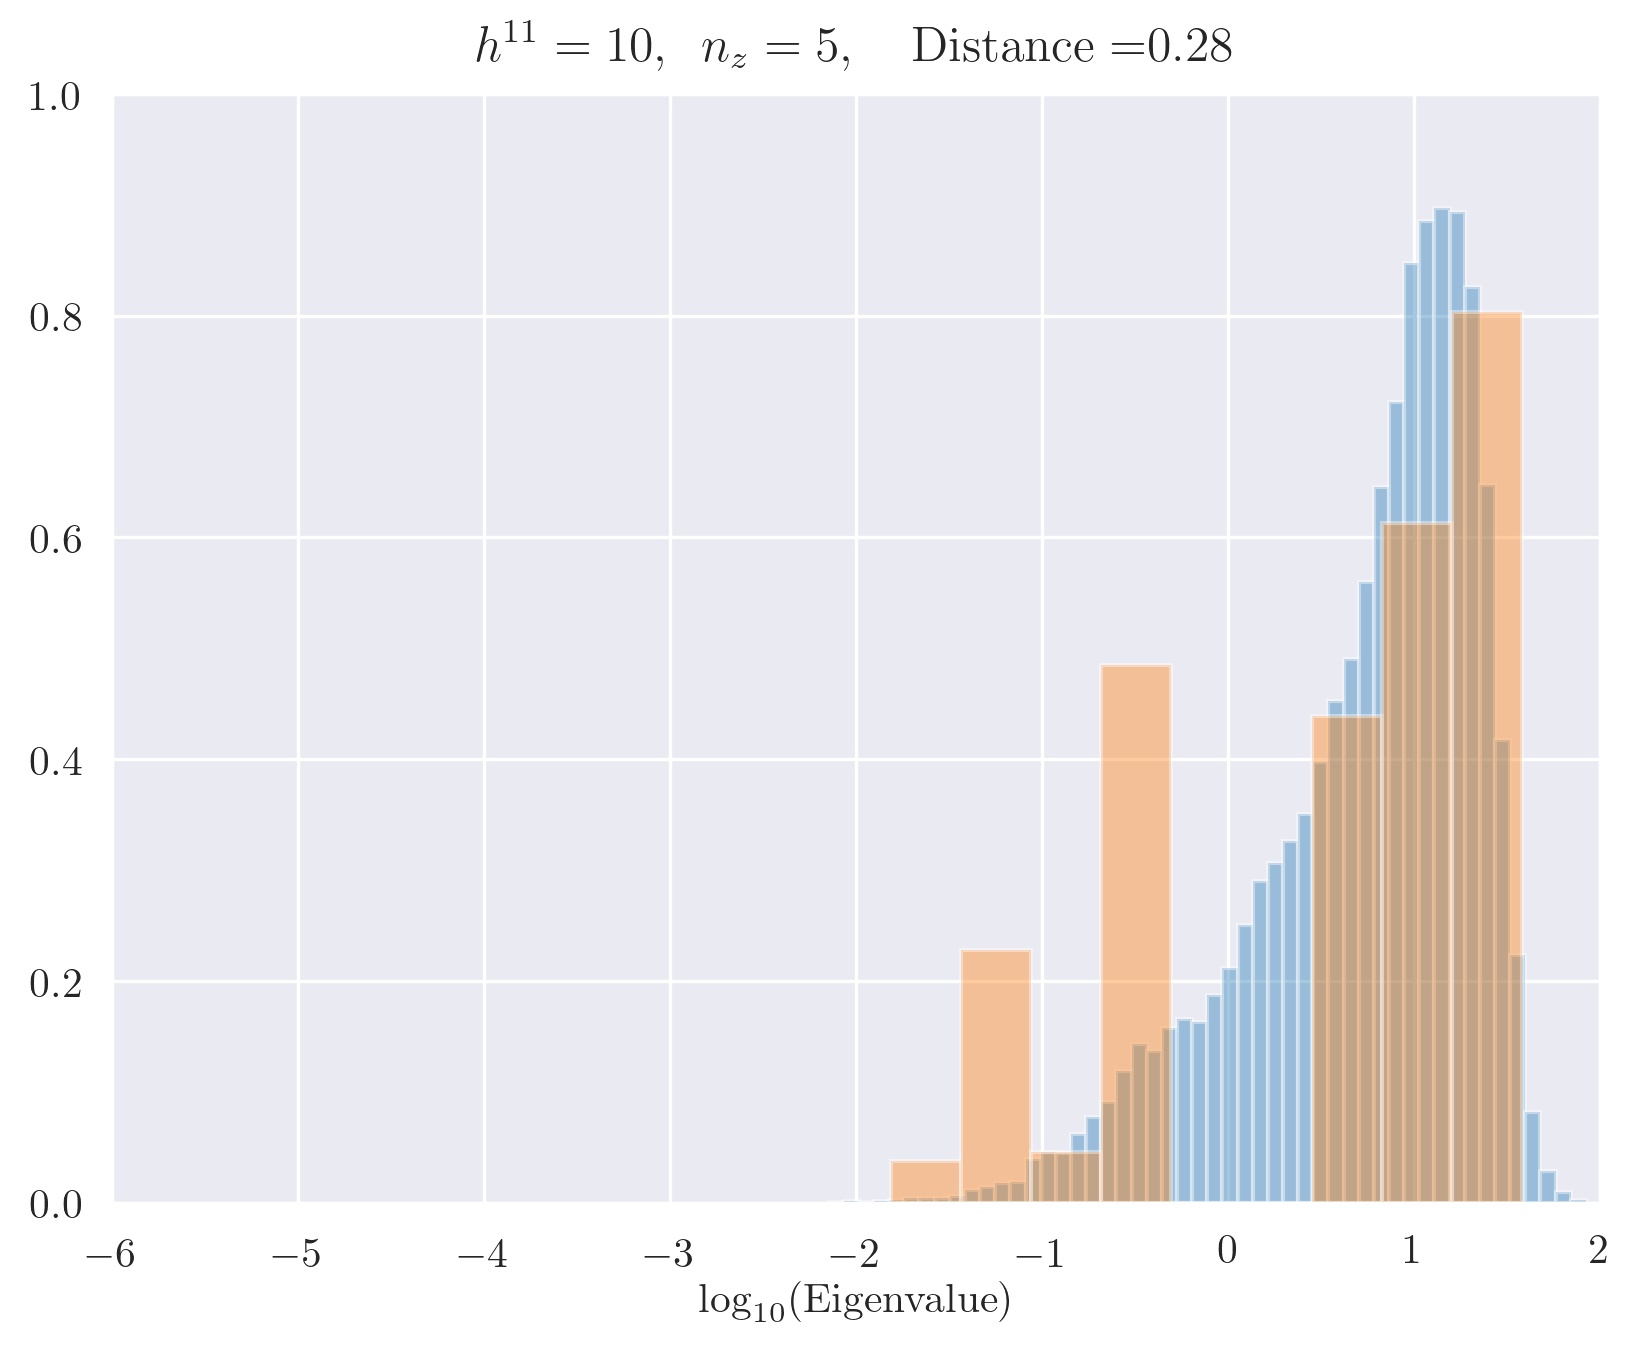 h^{11} = 10, n_z = 5, Distance =0.28
1.0
0.8
0.6
0.4
0.2
0.0
−6 −5 −4 −3 −2 −1 0 1 2
log_{10}(Eigenvalue)